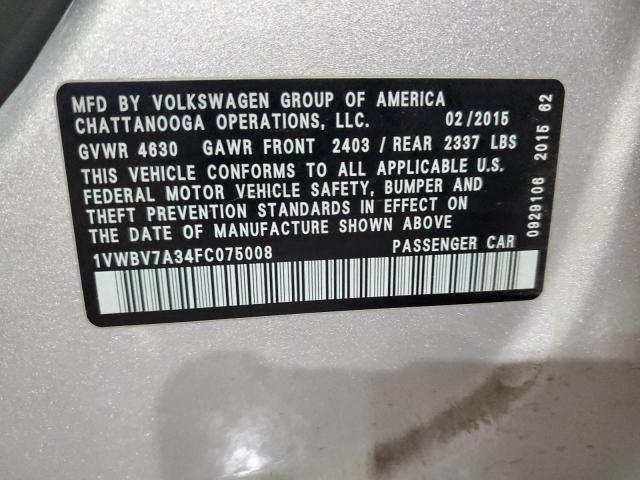 MFD BY VOLKSWAGEN GROUP OF AMERICA
CHATTANOOGA OPERATIONS, LLC. 02/2015
GVWR 4630 GAWR FRONT 2403 / REAR 2337 LBS
THIS VEHICLE CONFORMS TO ALL APPLICABLE U.S.
FEDERAL MOTOR VEHICLE SAFETY, BUMPER AND
THEFT PREVENTION STANDARDS IN EFFECT ON
THE DATE OF MANUFACTURE SHOWN ABOVE
1VWBV7A34FC075008 PASSENGER CAR
0929106 2015 62